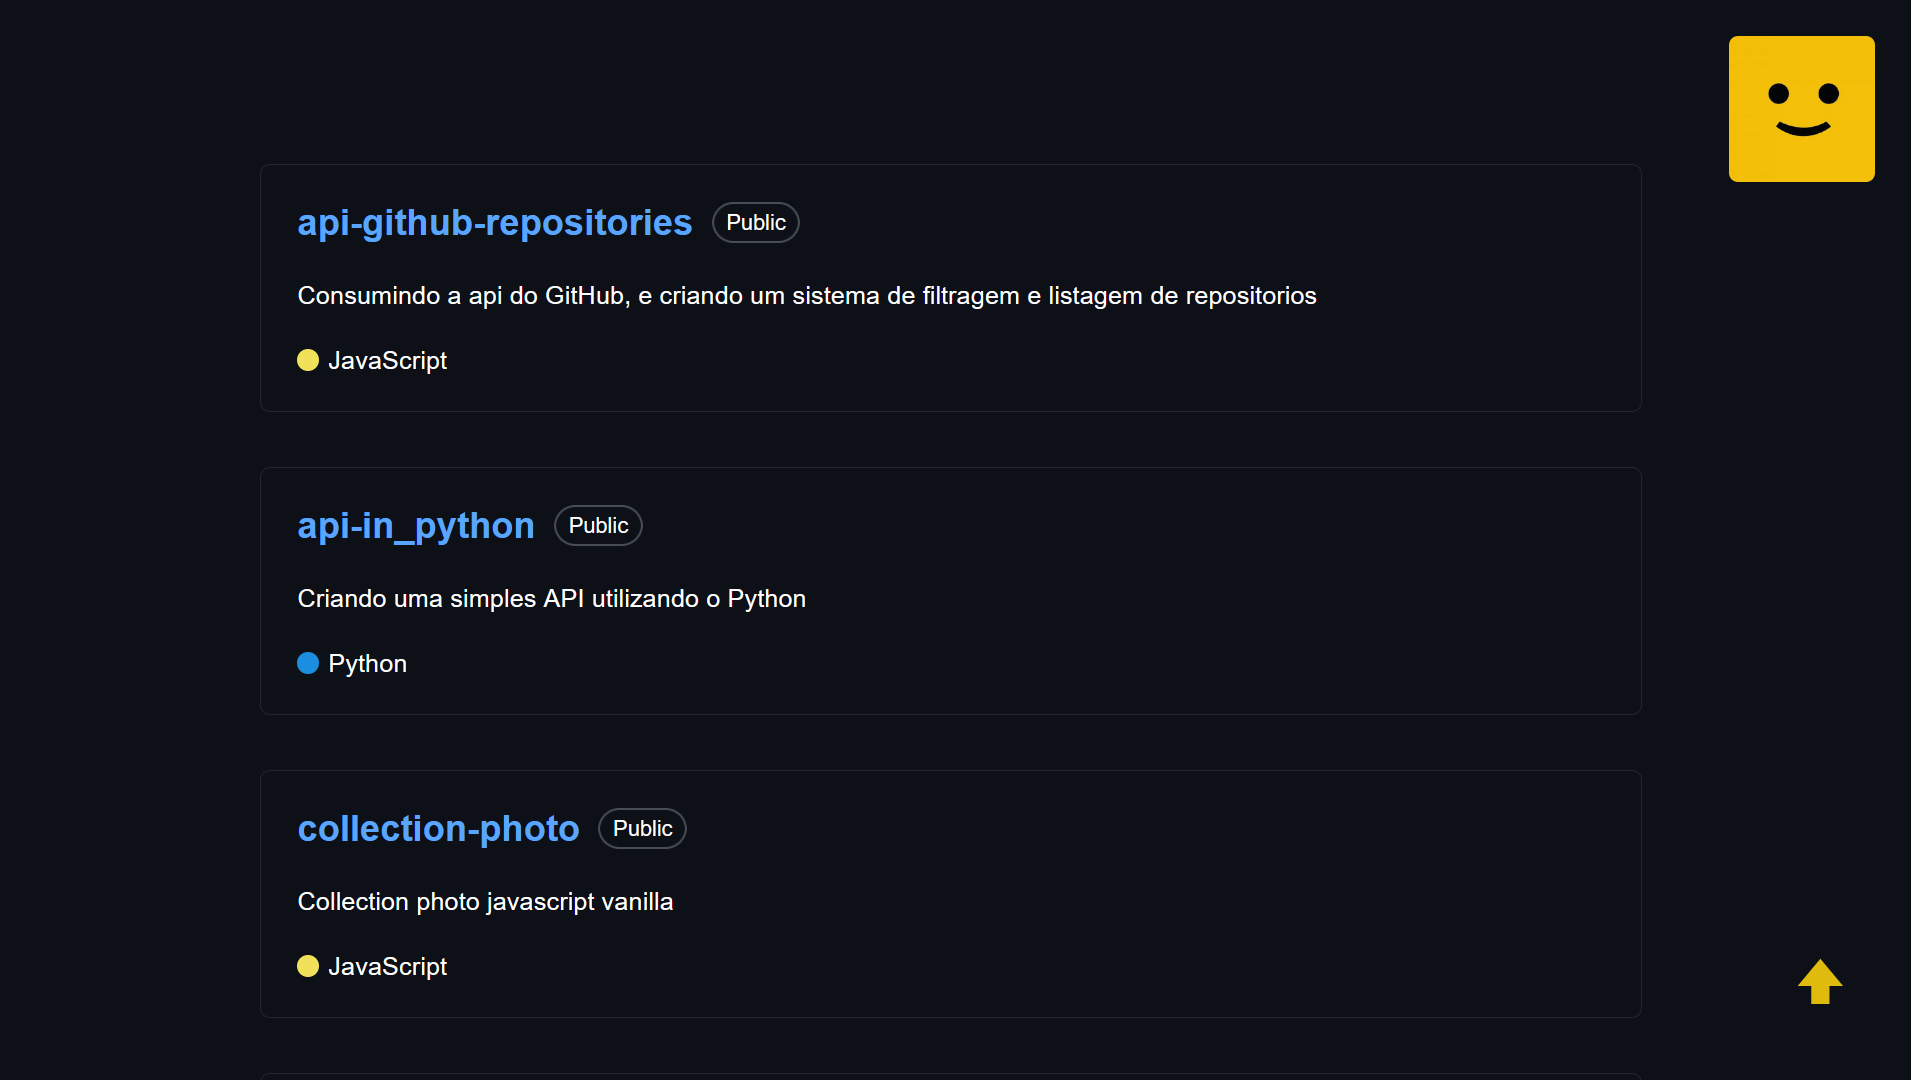 api-github-repositories Public
Consumindo a api do GitHub, e criando um sistema de filtragem e listagem de repositorios
JavaScript
api-in_python Public
Criando uma simples API utilizando o Python
Python
collection-photo Public
Collection photo javascript vanilla
JavaScript